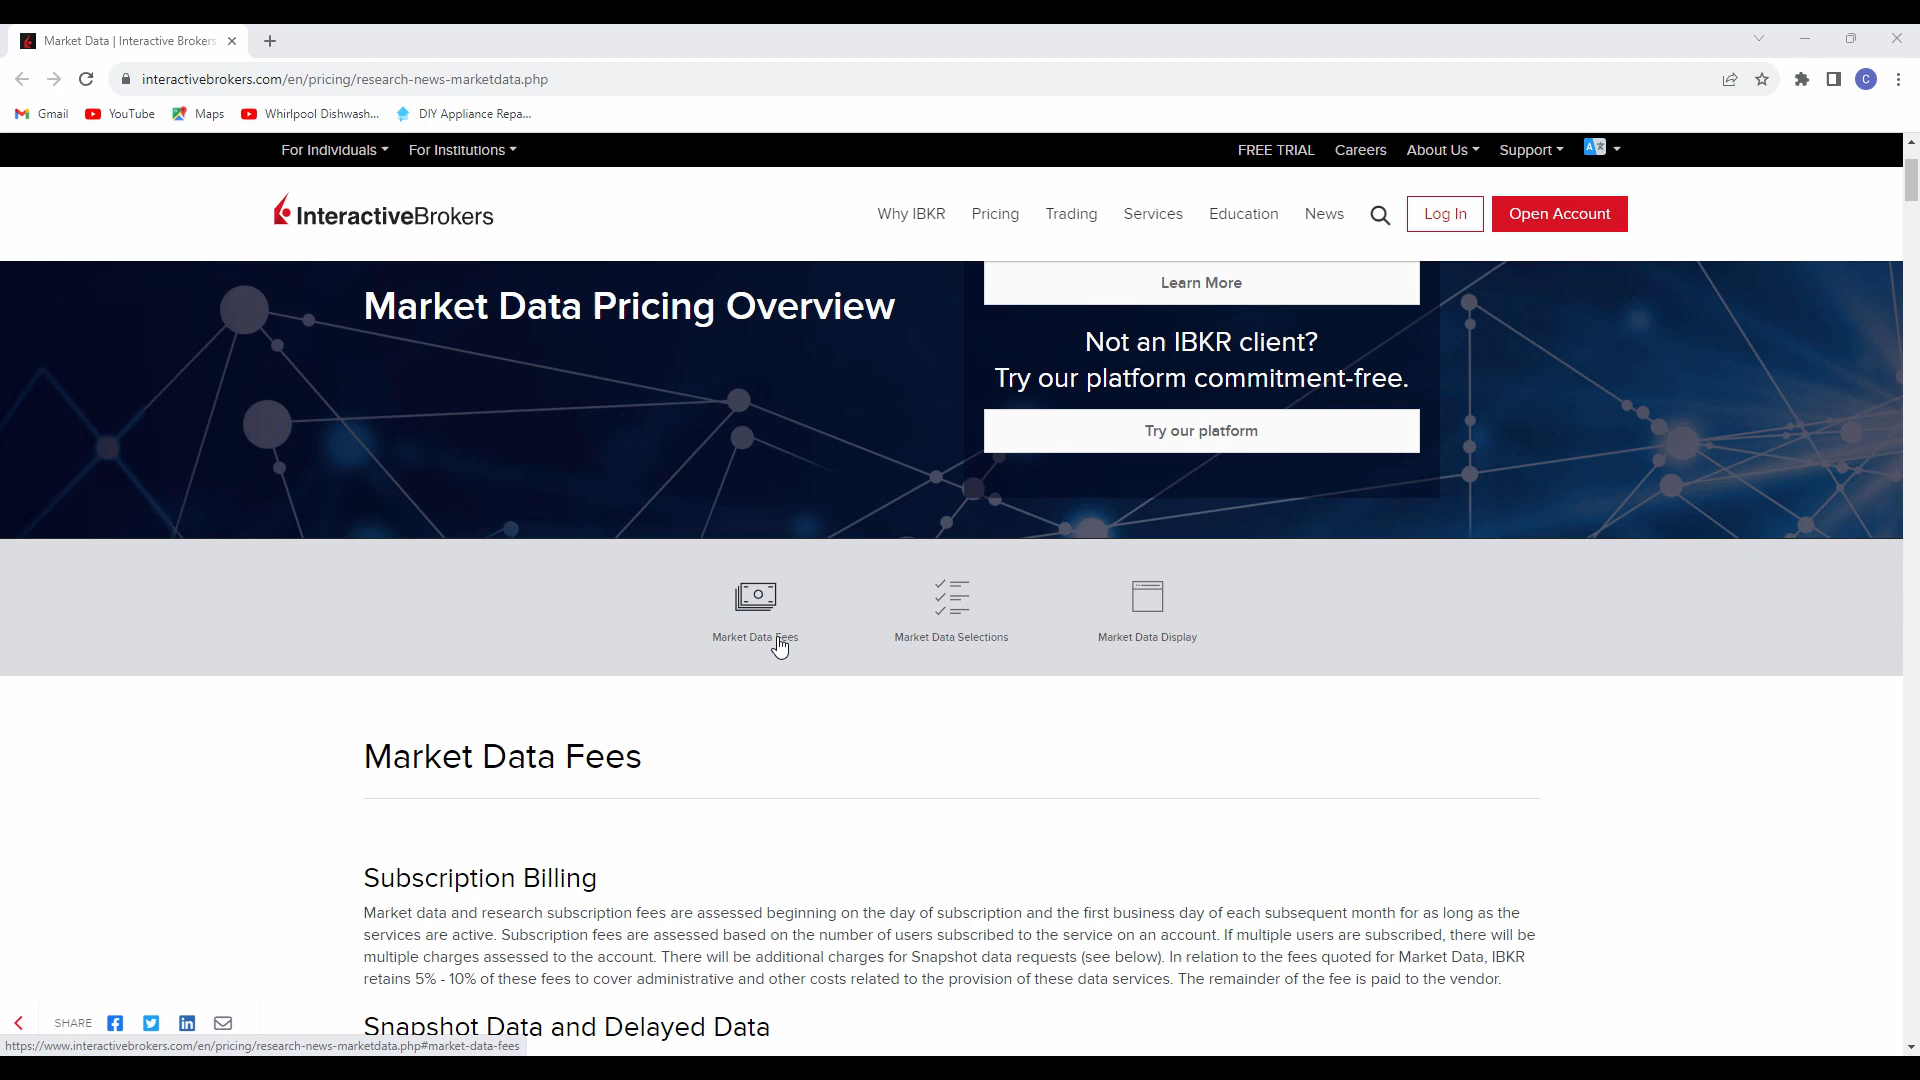 Market Data | Interactive Brokers
interactivebrokers.com/en/pricing/research-news-marketdata.php
Gmail YouTube Maps Whirlpool Dishwash... DIY Appliance Repa...
For Individuals For Institutions FREE TRIAL Careers About Us Support
InteractiveBrokers Why IBKR Pricing Trading Services Education News Log In Open Account
Learn More
Market Data Pricing Overview
Not an IBKR client?
Try our platform commitment-free.
Try our platform
Market Data Fees Market Data Selections Market Data Display
Market Data Fees
Subscription Billing
Market data and research subscription fees are assessed beginning on the day of subscription and the first business day of each subsequent month for as long as the
services are active. Subscription fees are assessed based on the number of users subscribed to the service on an account. If multiple users are subscribed, there will be
multiple charges assessed to the account. There will be additional charges for Snapshot data requests (see below). In relation to the fees quoted for Market Data, IBKR
retains 5% - 10% of these fees to cover administrative and other costs related to the provision of these data services. The remainder of the fee is paid to the vendor.
SHARE
Snapshot Data and Delayed Data
https://www.interactivebrokers.com/en/pricing/research-news-marketdata.php#market-data-fees